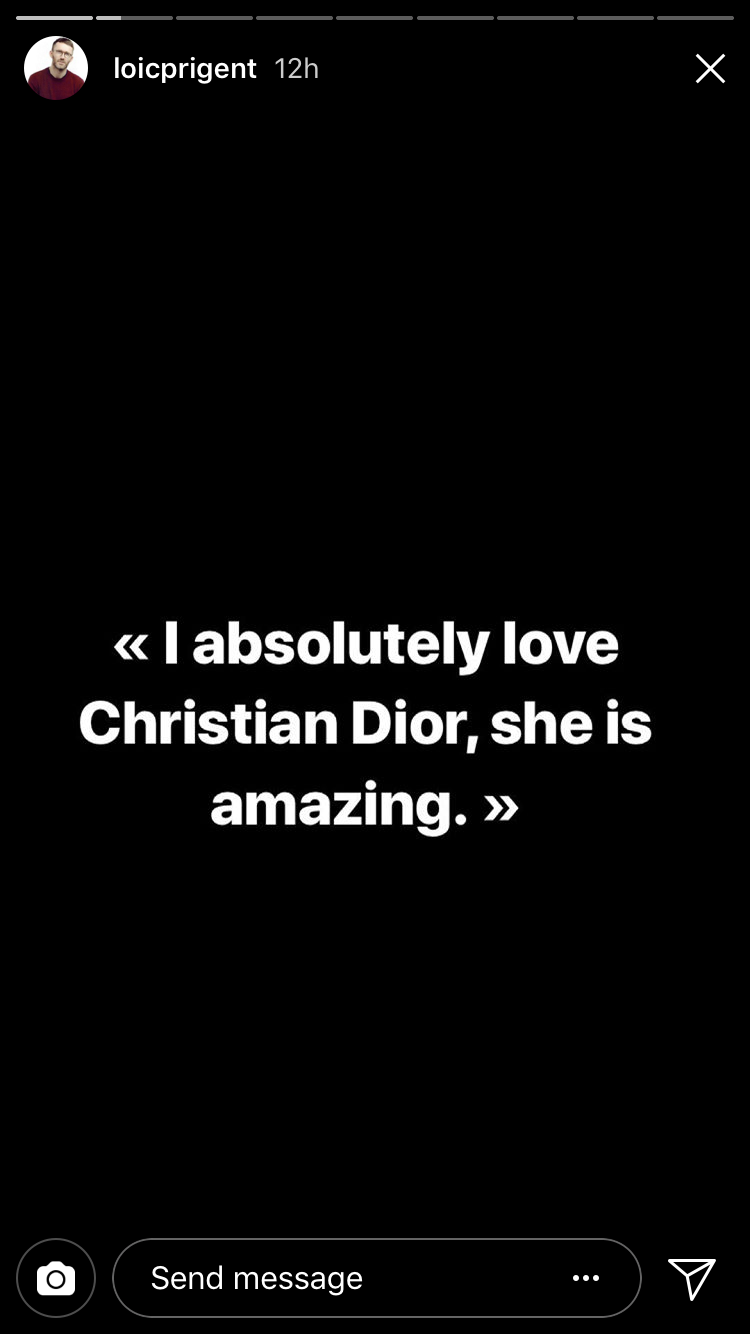 loicprigent 12h
« I absolutely love
Christian Dior, she is
amazing. »
Send message